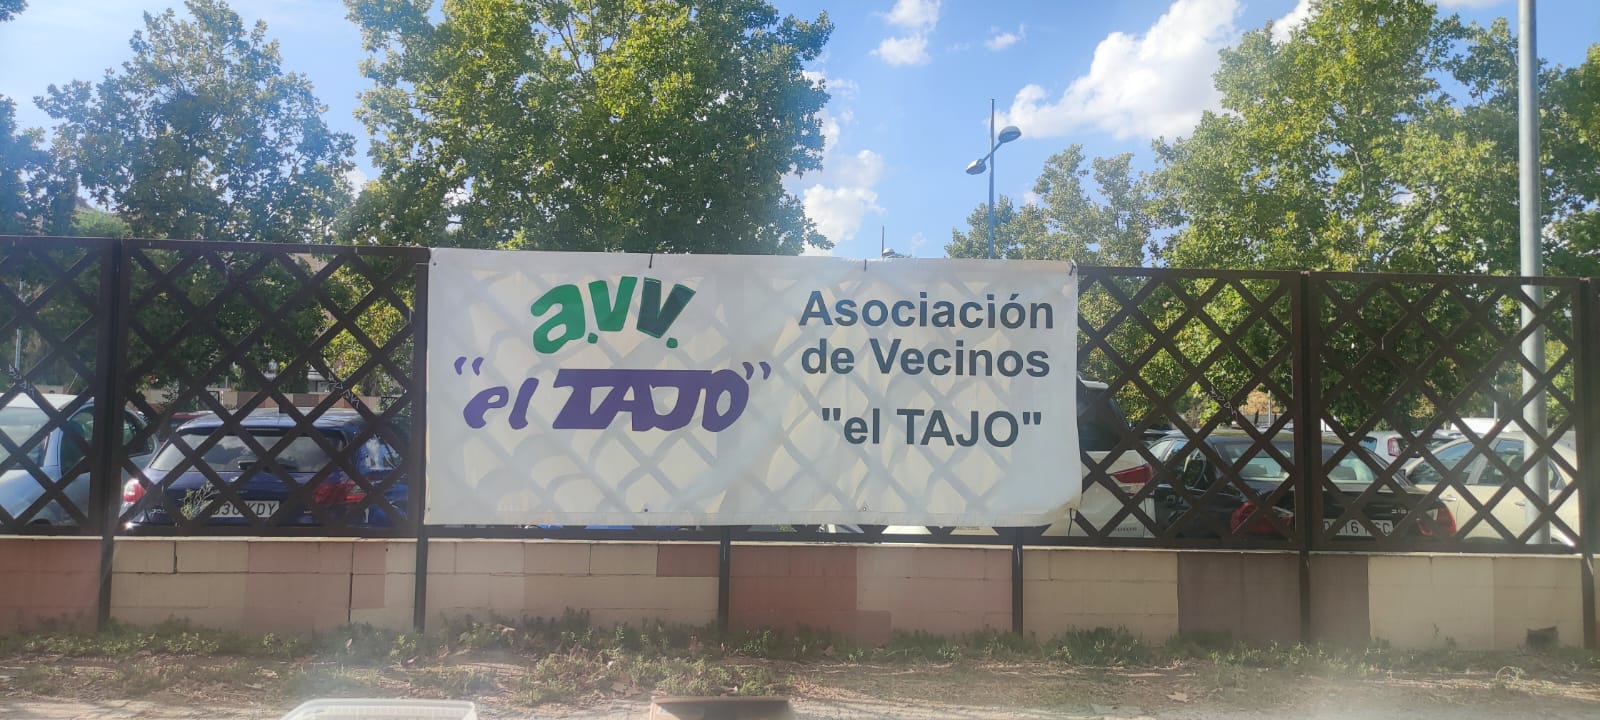 a.v.v.
“el TAJO”
Asociación
de Vecinos
"el TAJO"